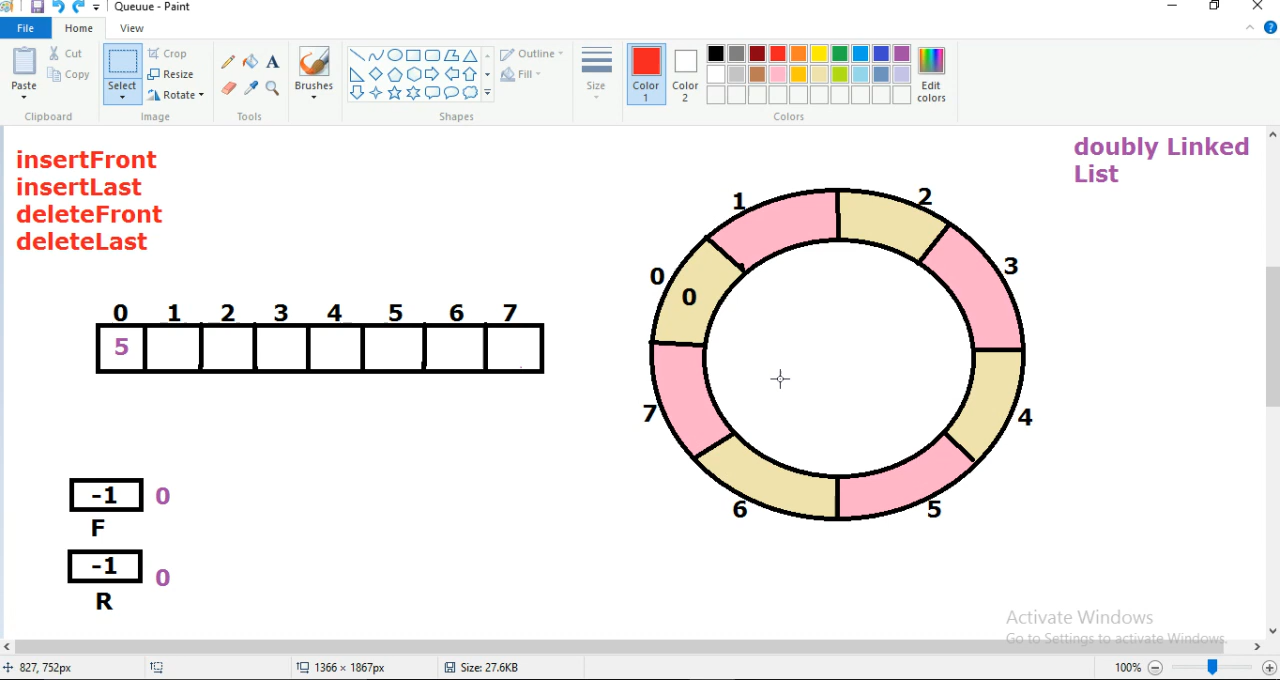 Queuue - Paint
File
Home
View
Paste
Cut
Copy
Clipboard
Select
Crop
Resize
Rotate
Image
A
Tools
Brushes
Shapes
Outline
Fill
Size
Color 1
Color 2
Edit colors
Colors
insertFront
insertLast
deleteFront
deleteLast
doubly Linked
List
0 1 2 3 4 5 6 7
5
-1 0
F
-1 0
R
1
2
0
0
3
7
4
6
5
Activate Windows
Go to Settings to activate Windows.
827, 752px
1366 × 1867px
Size: 27.6KB
100%